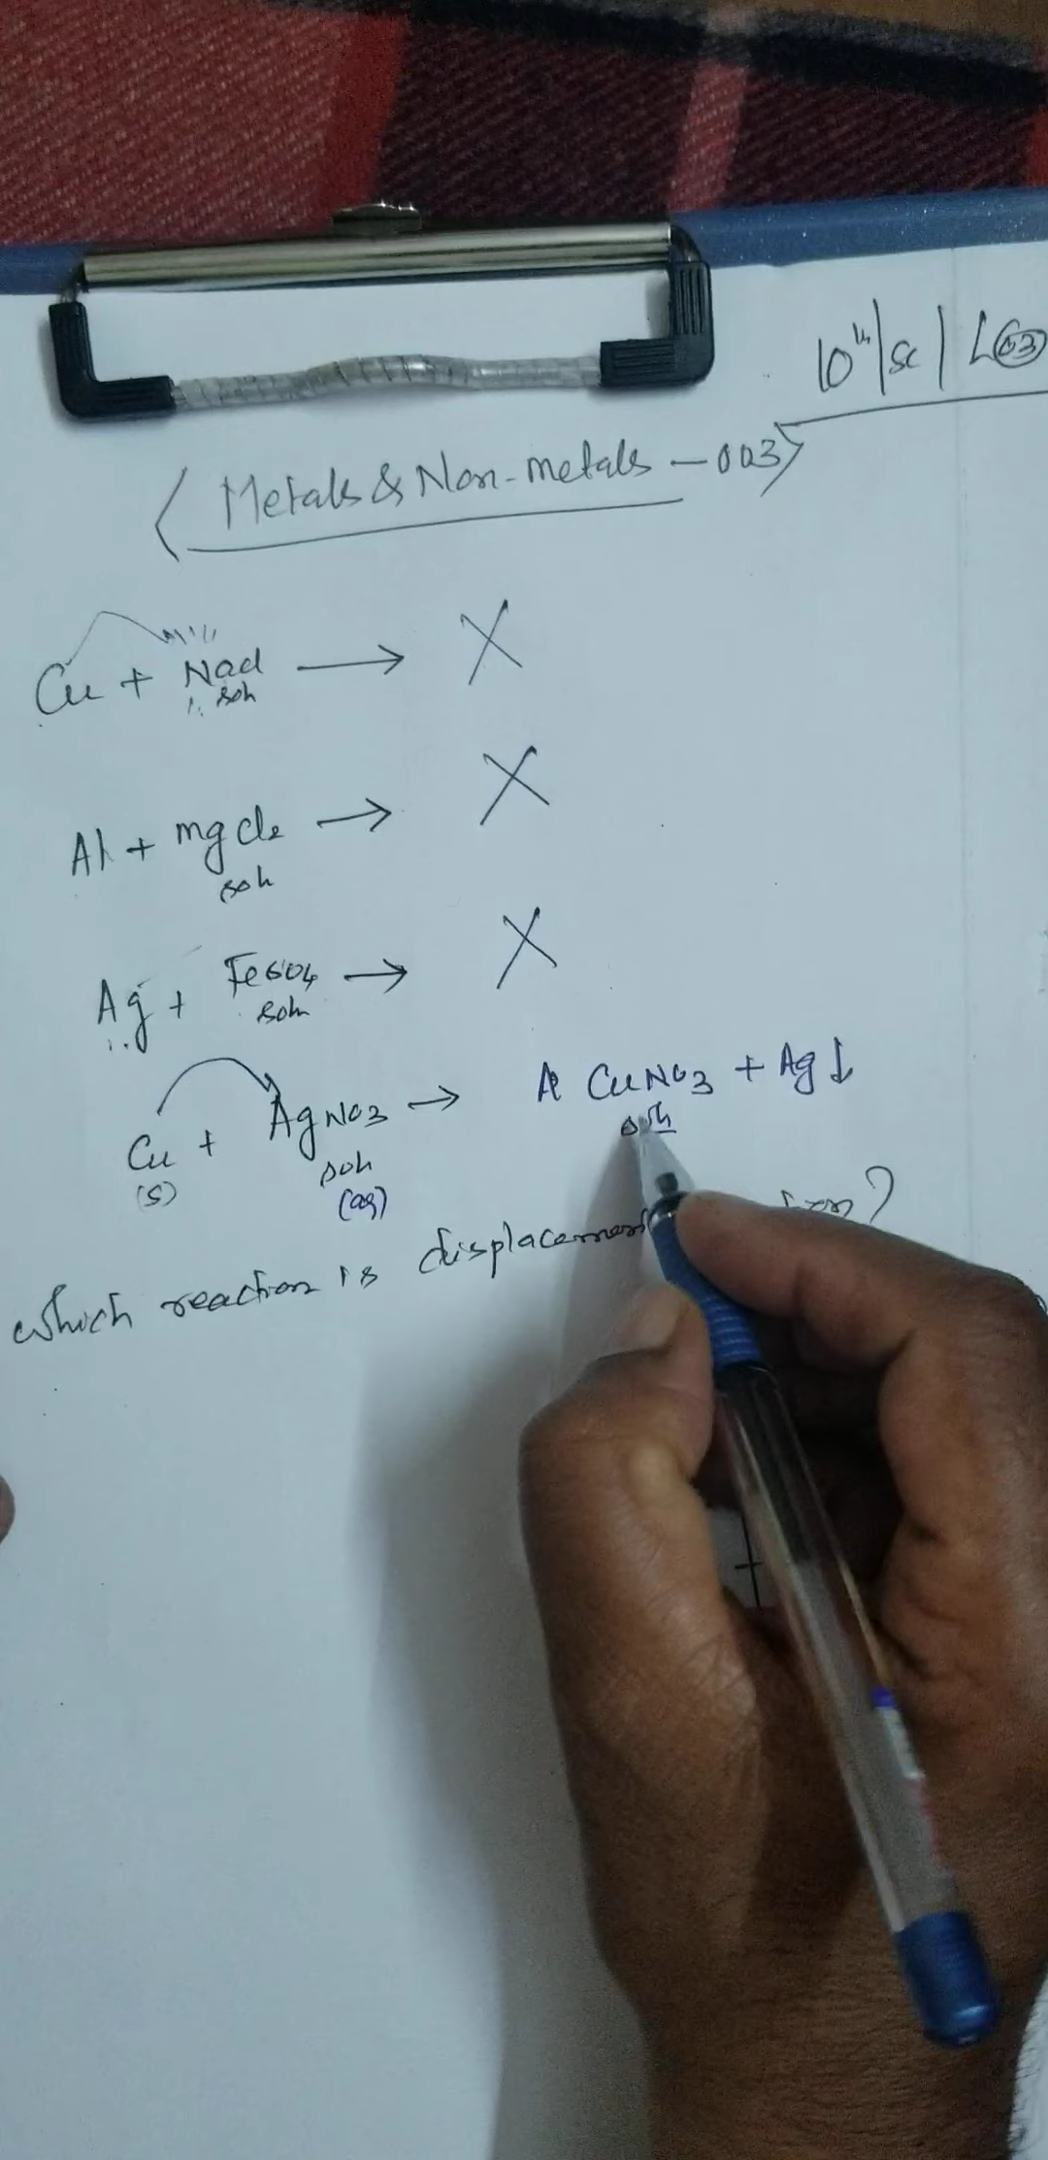 10th/sc/L03
Metals & Non-metals - 003
Cu + Nacl → X
soln
Al + mgcl2 → X
soln
Ag + FeSO4 → X
soln
Cu + AgNO3 → A CuNO3 + Ag↓
(s) soln soln
(aq)
Which reaction is displacement ?